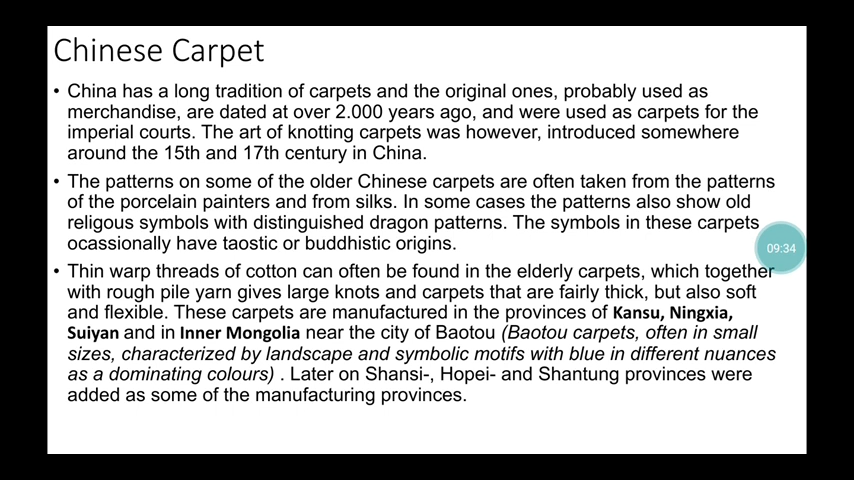 Chinese Carpet
• China has a long tradition of carpets and the original ones, probably used as
merchandise, are dated at over 2.000 years ago, and were used as carpets for the
imperial courts. The art of knotting carpets was however, introduced somewhere
around the 15th and 17th century in China.
• The patterns on some of the older Chinese carpets are often taken from the patterns
of the porcelain painters and from silks. In some cases the patterns also show old
religous symbols with distinguished dragon patterns. The symbols in these carpets
ocassionally have taostic or buddhistic origins.
09:34
• Thin warp threads of cotton can often be found in the elderly carpets, which together
with rough pile yarn gives large knots and carpets that are fairly thick, but also soft
and flexible. These carpets are manufactured in the provinces of Kansu, Ningxia,
Suiyan and in Inner Mongolia near the city of Baotou (Baotou carpets, often in small
sizes, characterized by landscape and symbolic motifs with blue in different nuances
as a dominating colours) . Later on Shansi-, Hopei- and Shantung provinces were
added as some of the manufacturing provinces.